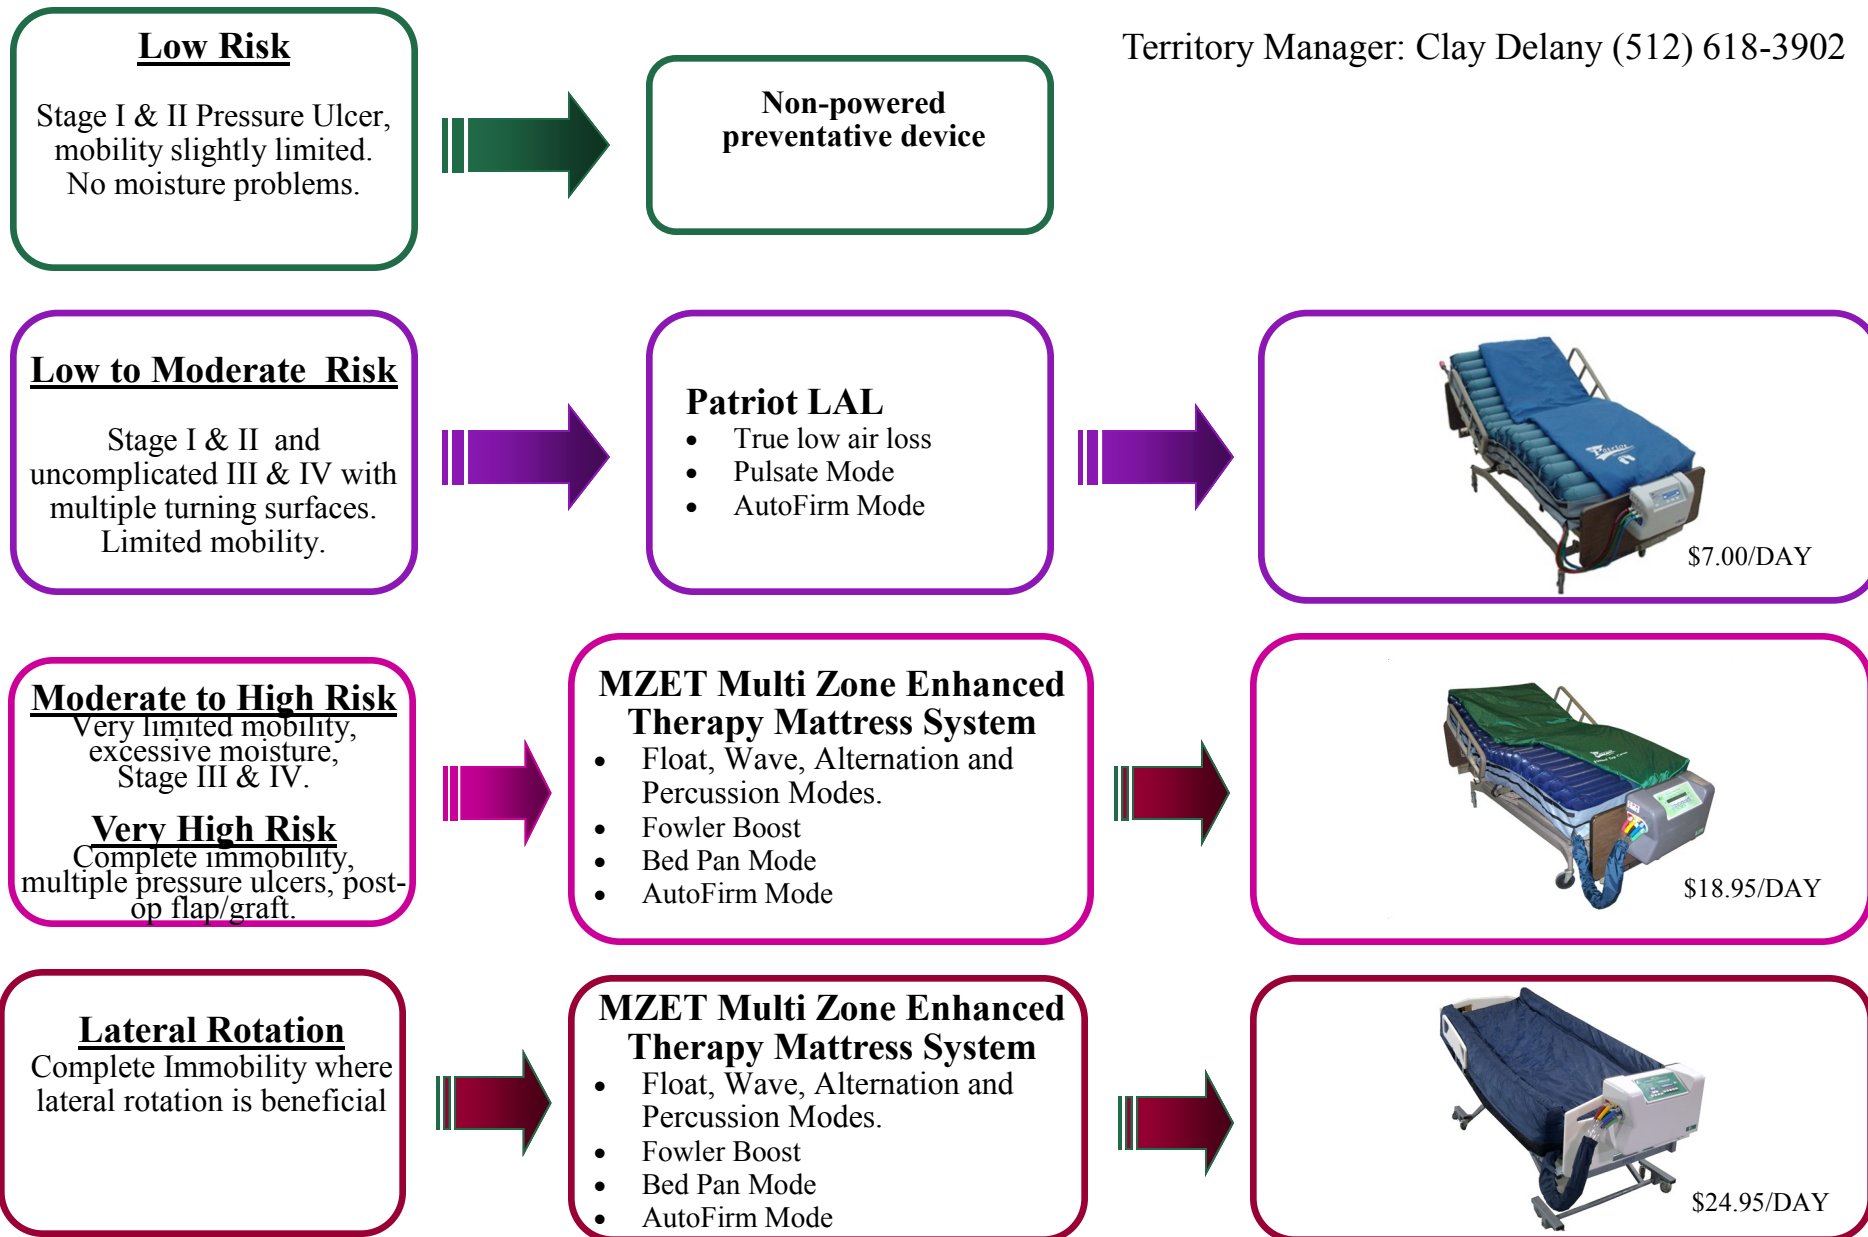 Low Risk
Stage I & II Pressure Ulcer,
mobility slightly limited.
No moisture problems.
Non-powered
preventative device
Territory Manager: Clay Delany (512) 618-3902
Low to Moderate  Risk
Stage I & II  and
uncomplicated III & IV with
multiple turning surfaces.
Limited mobility.
Patriot LAL
• True low air loss
• Pulsate Mode
• AutoFirm Mode
Patriot
$7.00/DAY
Moderate to High Risk
Very limited mobility,
excessive moisture,
Stage III & IV.
Very High Risk
Complete immobility,
multiple pressure ulcers, post-
op flap/graft.
MZET Multi Zone Enhanced
Therapy Mattress System
• Float, Wave, Alternation and
Percussion Modes.
• Fowler Boost
• Bed Pan Mode
• AutoFirm Mode
$18.95/DAY
Lateral Rotation
Complete Immobility where
lateral rotation is beneficial
MZET Multi Zone Enhanced
Therapy Mattress System
• Float, Wave, Alternation and
Percussion Modes.
• Fowler Boost
• Bed Pan Mode
• AutoFirm Mode
$24.95/DAY